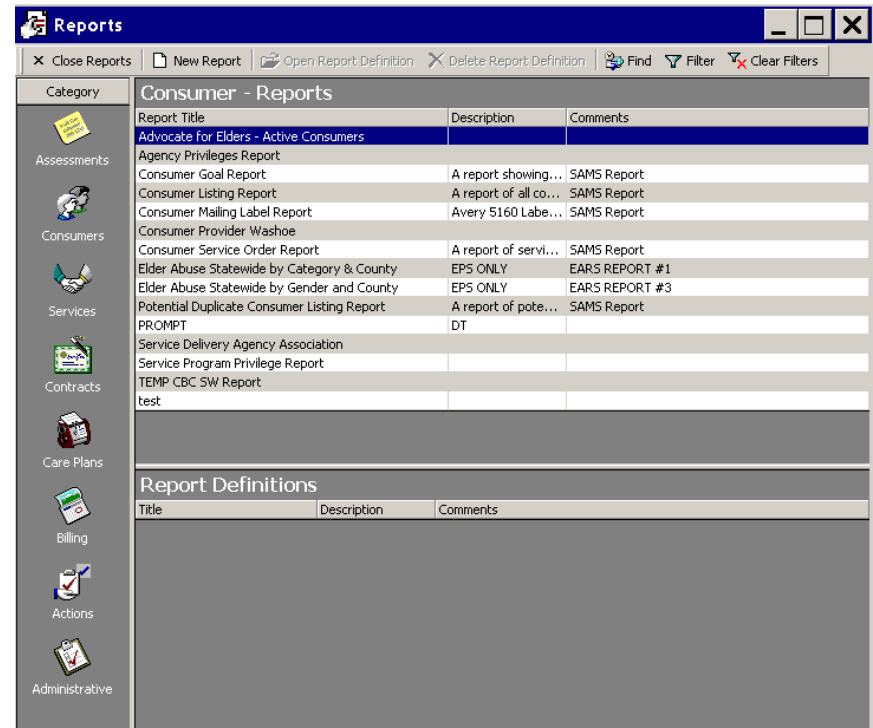 Reports
Close Reports New Report Open Report Definition Delete Report Definition Find Filter Clear Filters
Category
Assessments
Consumers
Services
Contracts
Care Plans
Billing
Actions
Administrative
Consumer - Reports
Report Title Description Comments
Advocate for Elders - Active Consumers
Agency Privileges Report
Consumer Goal Report A report showing... SAMS Report
Consumer Listing Report A report of all co... SAMS Report
Consumer Mailing Label Report Avery 5160 Labe... SAMS Report
Consumer Provider Washoe
Consumer Service Order Report A report of servi... SAMS Report
Elder Abuse Statewide by Category & County EPS ONLY EARS REPORT #1
Elder Abuse Statewide by Gender and County EPS ONLY EARS REPORT #3
Potential Duplicate Consumer Listing Report A report of pote... SAMS Report
PROMPT DT
Service Delivery Agency Association
Service Program Privilege Report
TEMP CBC SW Report
test
Report Definitions
Title Description Comments